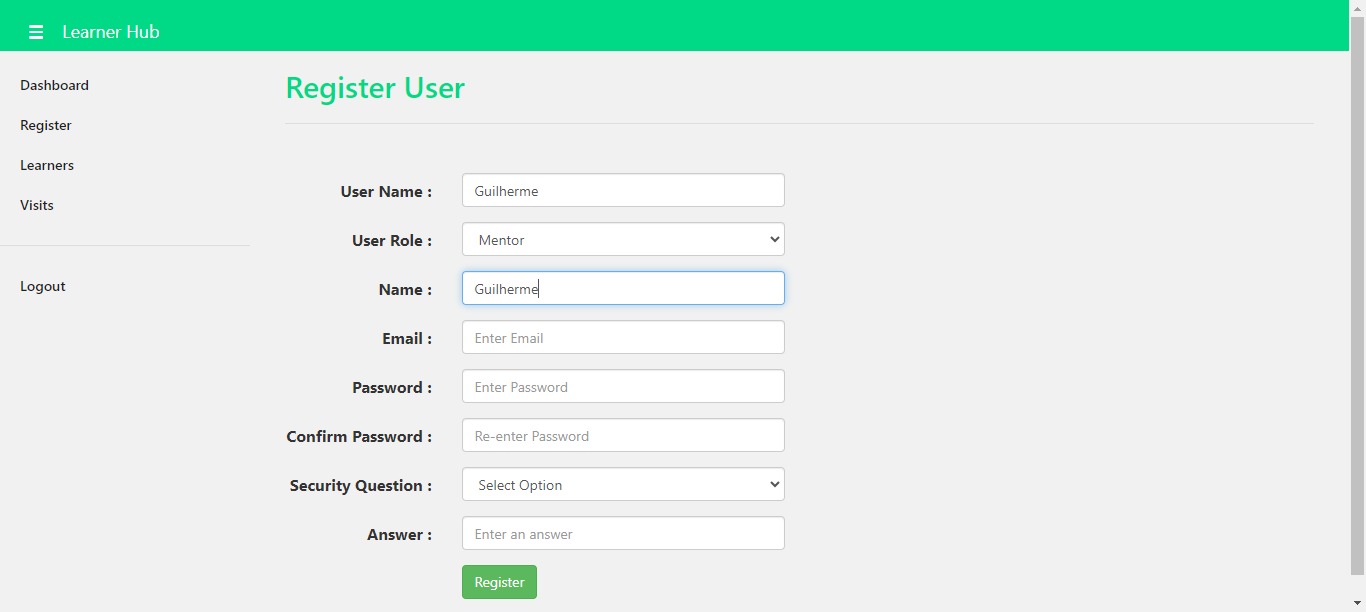 Learner Hub
Dashboard
Register
Learners
Visits
Logout
Register User
User Name : Guilherme
User Role : Mentor
Name : Guilherme
Email : Enter Email
Password : Enter Password
Confirm Password : Re-enter Password
Security Question : Select Option
Answer : Enter an answer
Register